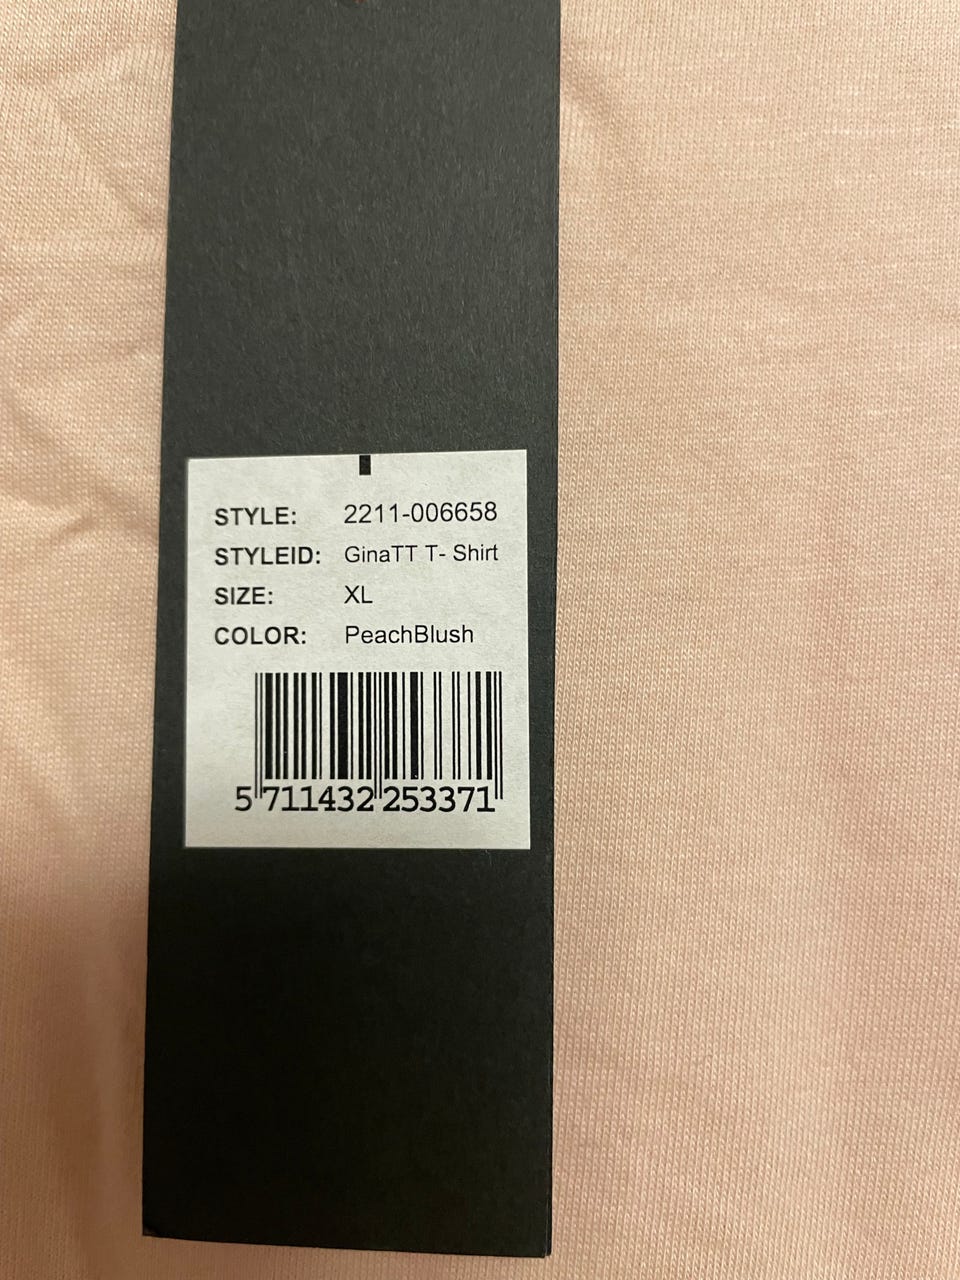 STYLE: 2211-006658
STYLEID: GinaTT T- Shirt
SIZE: XL
COLOR: PeachBlush
5 711432 253371